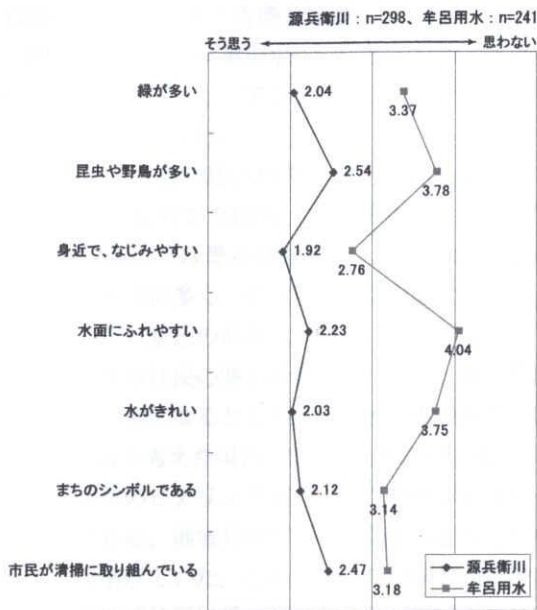 源兵衛川：n=298、牟呂用水：n=241
そう思う 思わない
緑が多い 2.04 3.37
昆虫や野鳥が多い 2.54 3.78
身近で、なじみやすい 1.92 2.76
水面にふれやすい 2.23 4.04
水がきれい 2.03 3.75
まちのシンボルである 2.12 3.14
市民が清掃に取り組んでいる 2.47 3.18
源兵衛川
牟呂用水